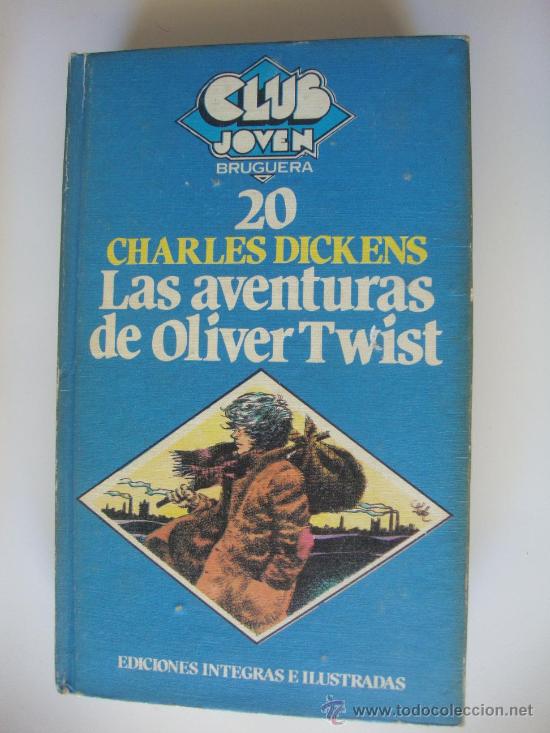 CLUB
JOVEN
BRUGUERA
20
CHARLES DICKENS
Las aventuras
de Oliver Twist
EDICIONES INTEGRAS E ILUSTRADAS
www.todocoleccion.net